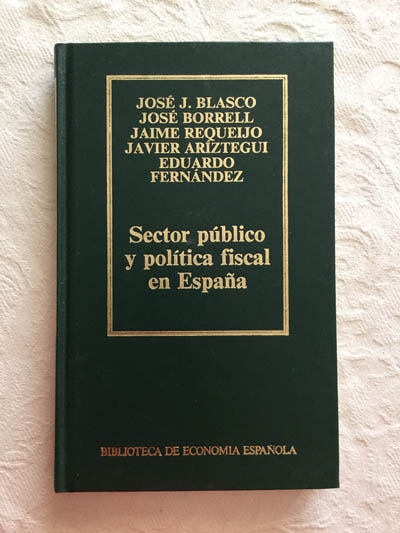 JOSÉ J. BLASCO
JOSÉ BORRELL
JAIME REQUEIJO
JAVIER ARÍZTEGUI
EDUARDO
FERNÁNDEZ
Sector público
y política fiscal
en España
BIBLIOTECA DE ECONOMIA ESPAÑOLA